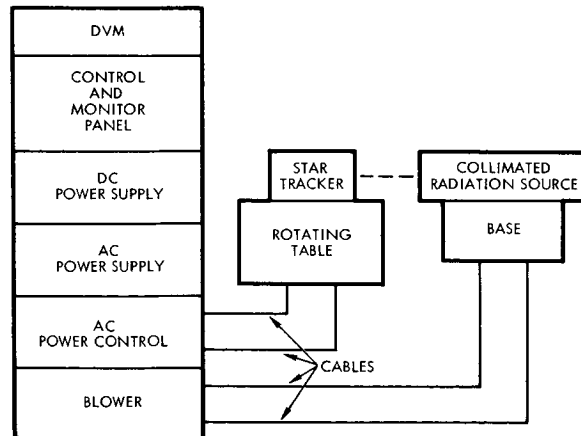 DVM
CONTROL
AND
MONITOR
PANEL
DC
POWER SUPPLY
AC
POWER SUPPLY
AC
POWER CONTROL
BLOWER
STAR
TRACKER
ROTATING
TABLE
COLLIMATED
RADIATION SOURCE
BASE
CABLES